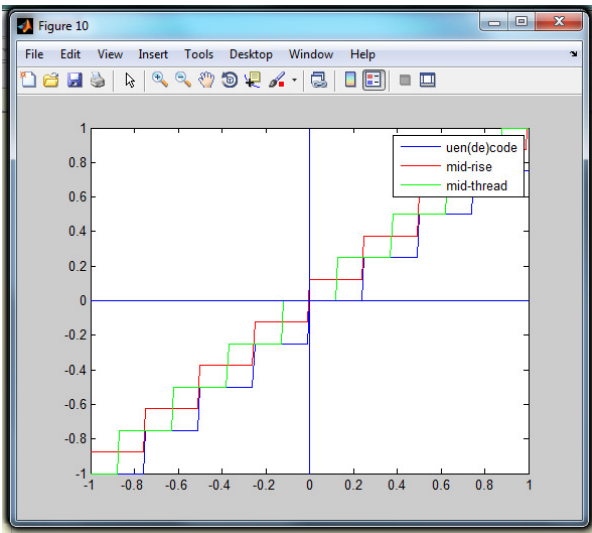 Figure 10
File Edit View Insert Tools Desktop Window Help
1
0.8
0.6
0.4
0.2
0
-0.2
-0.4
-0.6
-0.8
-1
uen(de)code
mid-rise
mid-thread
-1 -0.8 -0.6 -0.4 -0.2 0 0.2 0.4 0.6 0.8 1